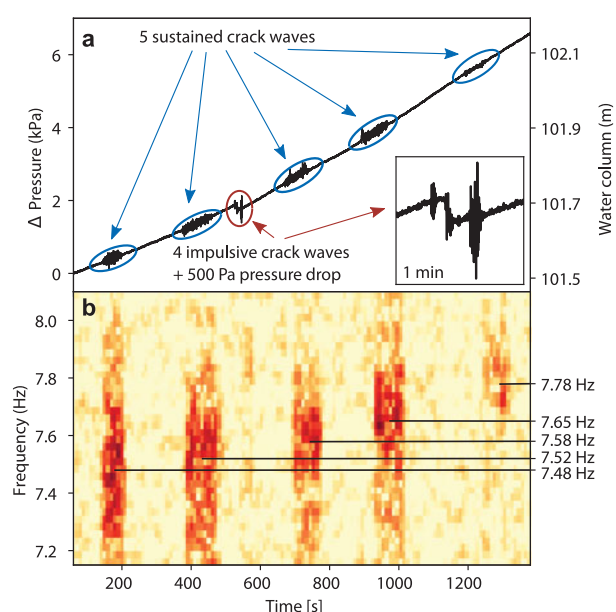 a
5 sustained crack waves
4 impulsive crack waves
+ 500 Pa pressure drop
1 min
Δ Pressure (kPa)
6
4
2
0
Water column (m)
102.1
101.9
101.7
101.5
b
Frequency (Hz)
8.0
7.8
7.6
7.4
7.2
7.78 Hz
7.65 Hz
7.58 Hz
7.52 Hz
7.48 Hz
200 400 600 800 1000 1200
Time [s]